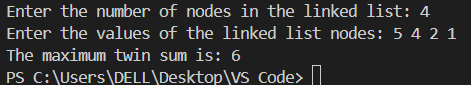 Enter the number of nodes in the linked list: 4
Enter the values of the linked list nodes: 5 4 2 1
The maximum twin sum is: 6
PS C:\Users\DELL\Desktop\VS Code>